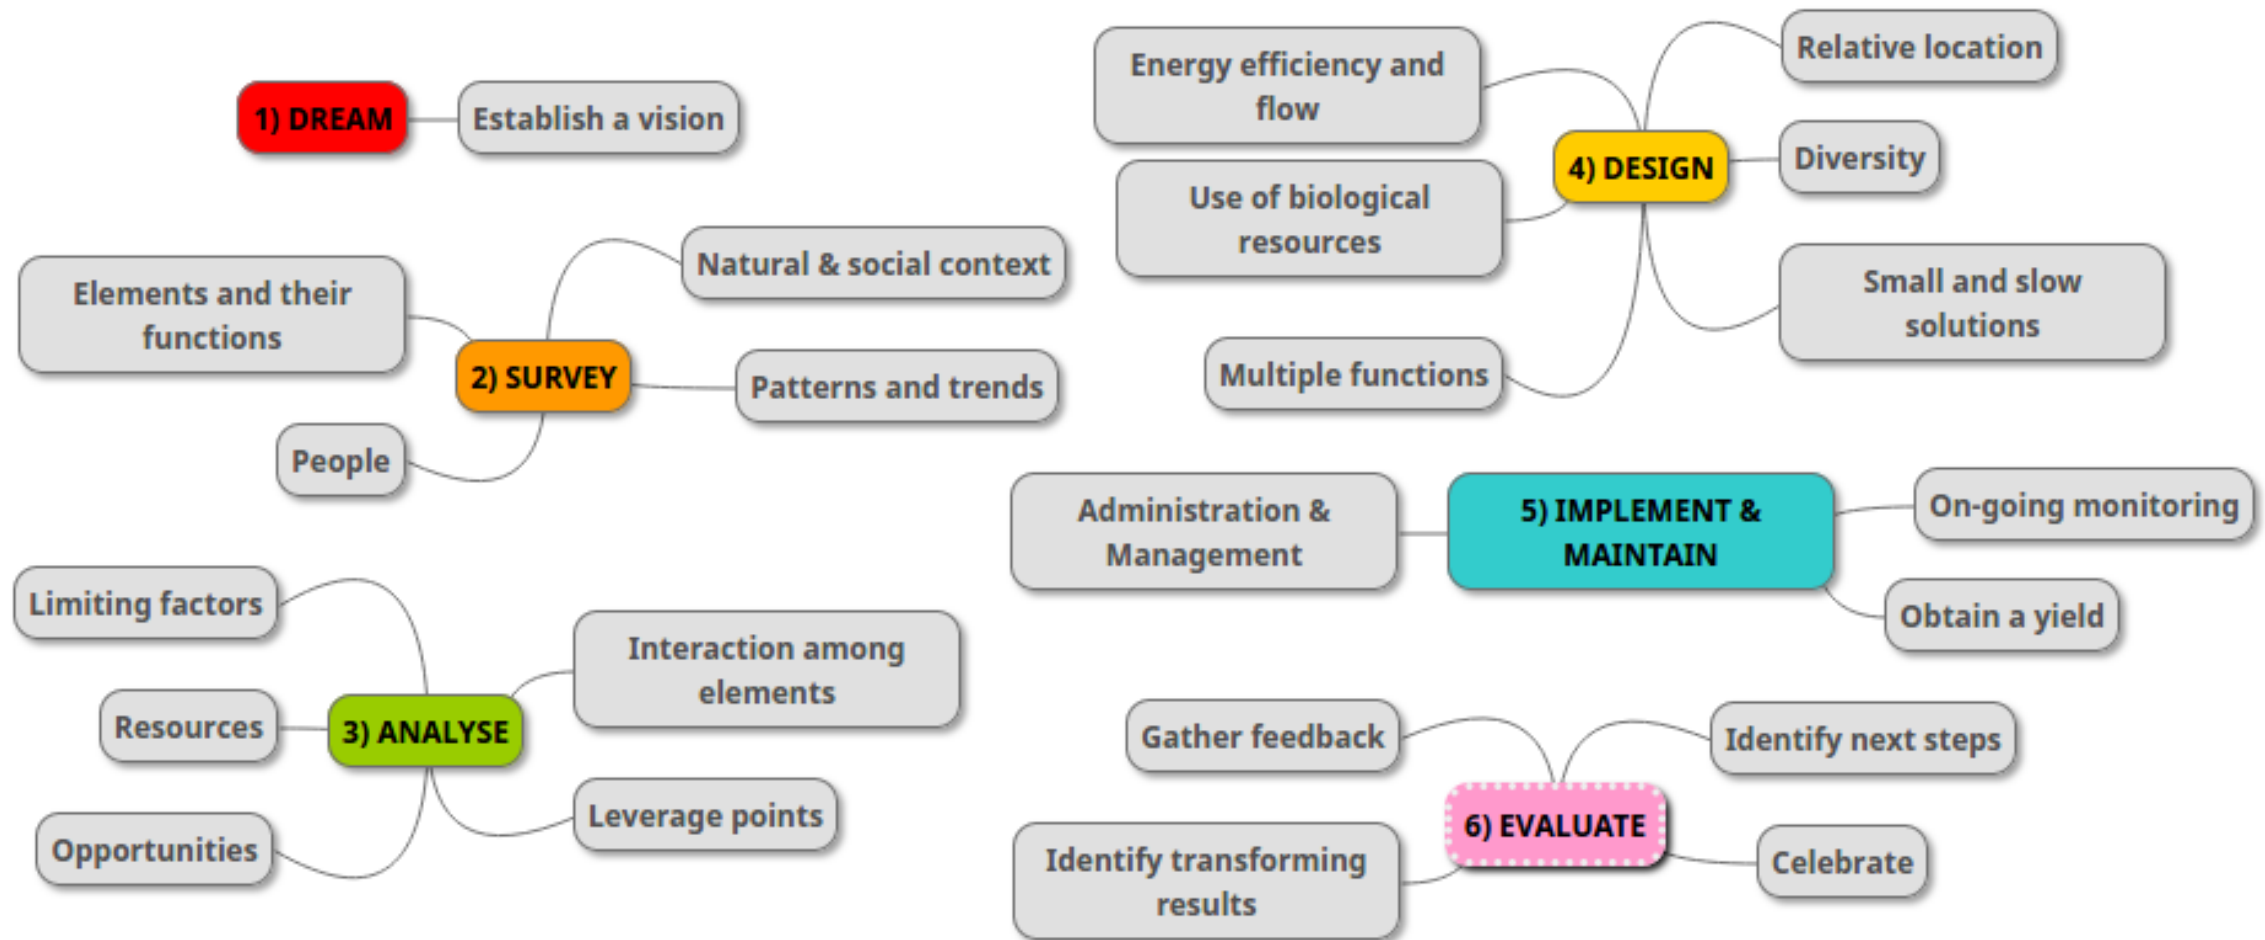 1) DREAM
Establish a vision
Natural & social context
Elements and their
functions
2) SURVEY
Patterns and trends
People
Limiting factors
Interaction among
elements
Resources
3) ANALYSE
Leverage points
Opportunities
Relative location
Energy efficiency and
flow
4) DESIGN
Diversity
Use of biological
resources
Small and slow
solutions
Multiple functions
Administration &
Management
5) IMPLEMENT &
MAINTAIN
On-going monitoring
Obtain a yield
Gather feedback
Identify next steps
6) EVALUATE
Identify transforming
results
Celebrate